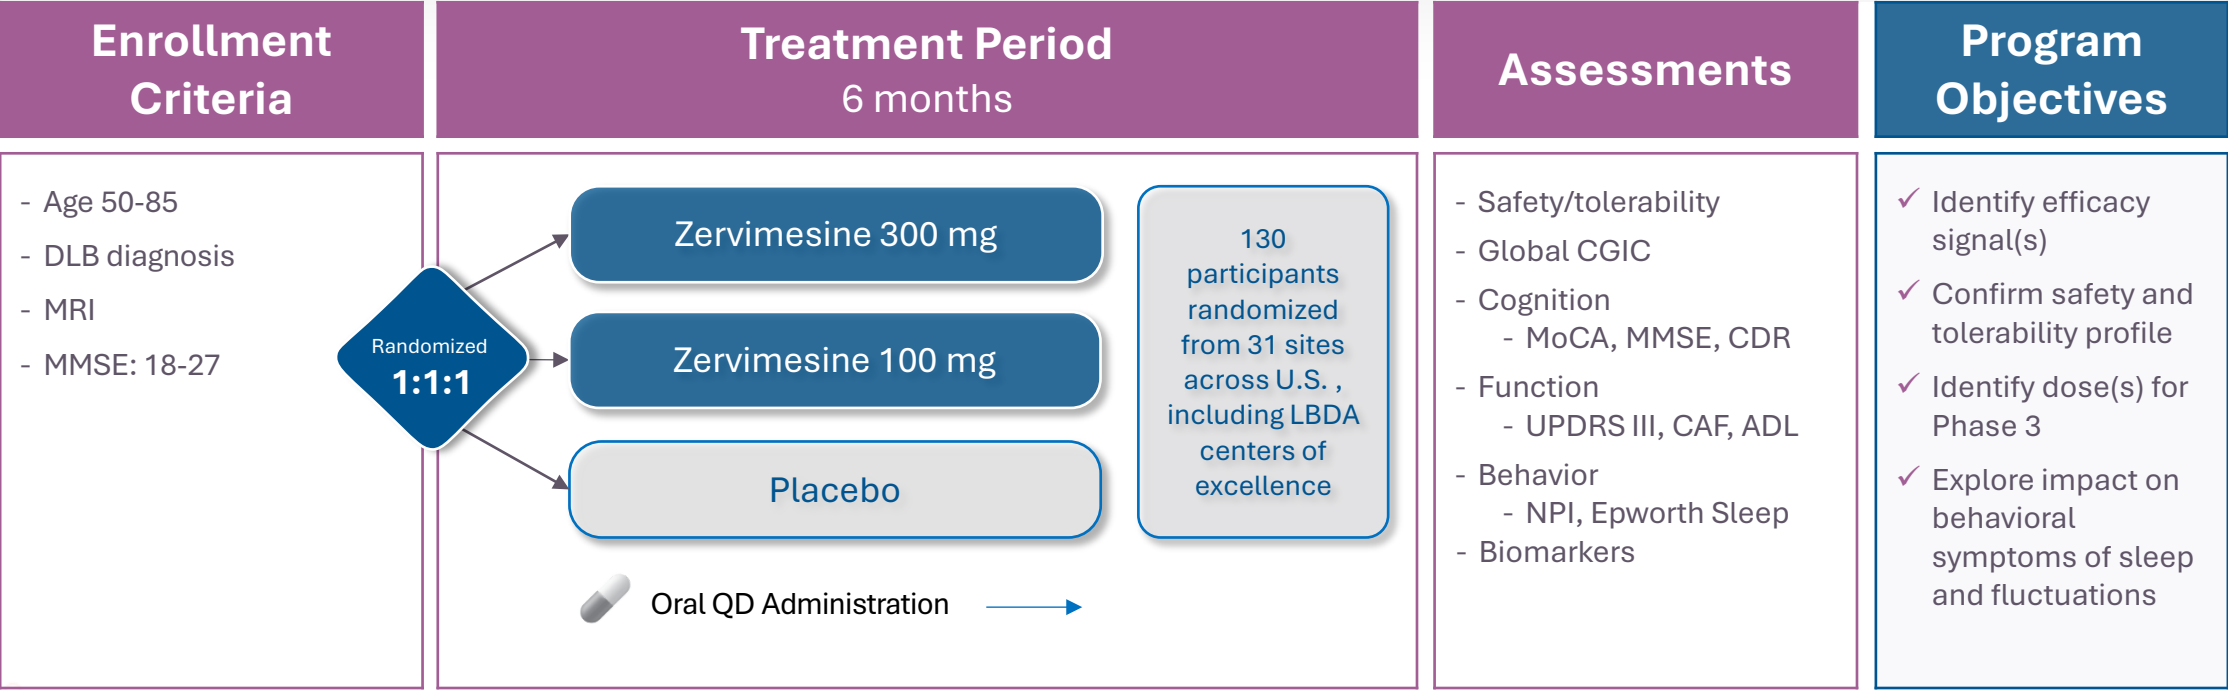 Enrollment
Criteria
- Age 50-85
- DLB diagnosis
- MRI
- MMSE: 18-27
Treatment Period
6 months
Randomized
1:1:1
Zervimesine 300 mg
Zervimesine 100 mg
Placebo
130
participants
randomized
from 31 sites
across U.S. ,
including LBDA
centers of
excellence
Oral QD Administration
Assessments
- Safety/tolerability
- Global CGIC
- Cognition
- MoCA, MMSE, CDR
- Function
- UPDRS III, CAF, ADL
- Behavior
- NPI, Epworth Sleep
- Biomarkers
Program
Objectives
✓ Identify efficacy
signal(s)
✓ Confirm safety and
tolerability profile
✓ Identify dose(s) for
Phase 3
✓ Explore impact on
behavioral
symptoms of sleep
and fluctuations